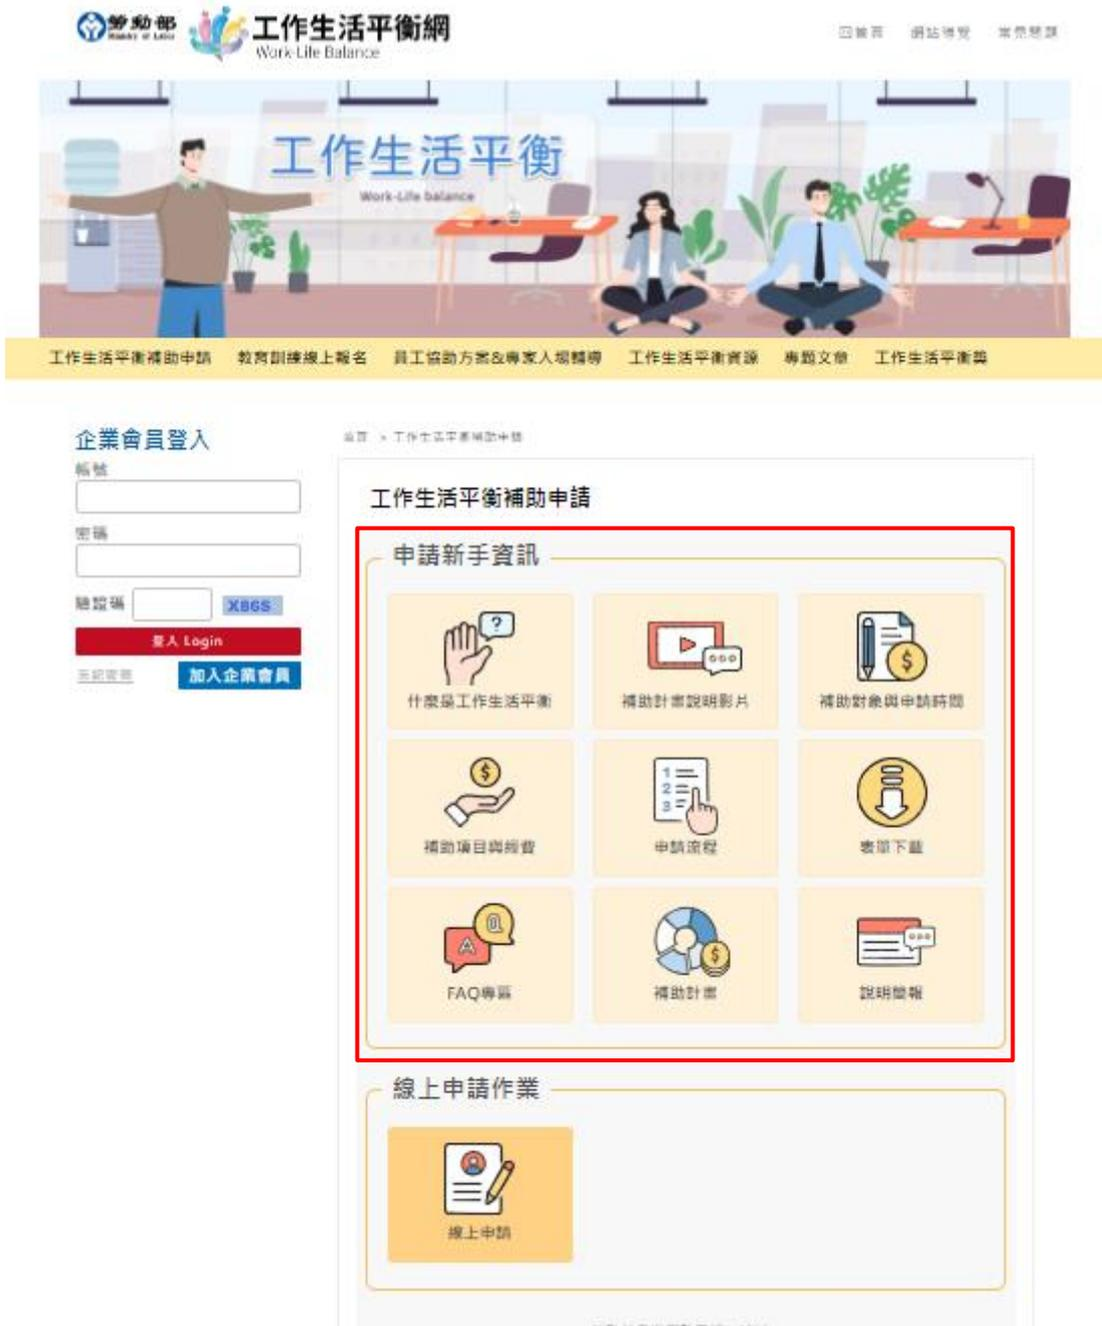 勞動部
Ministry of Labor
工作生活平衡網
Work-Life Balance
回首頁 網站導覽 常見問題
工作生活平衡
Work-Life balance
工作生活平衡補助申請 教育訓練線上報名 員工協助方案&專家入場輔導 工作生活平衡資源 專題文章 工作生活平衡獎
企業會員登入
首頁 > 工作生活平衡補助申請
帳號
工作生活平衡補助申請
密碼
申請新手資訊
驗證碼 X86S
登入 Login
忘記密碼 加入企業會員
什麼是工作生活平衡 補助計畫說明影片 補助對象與申請時間
補助項目與經費 申請流程 表單下載
FAQ專區 補助計畫 說明簡報
線上申請作業
線上申請